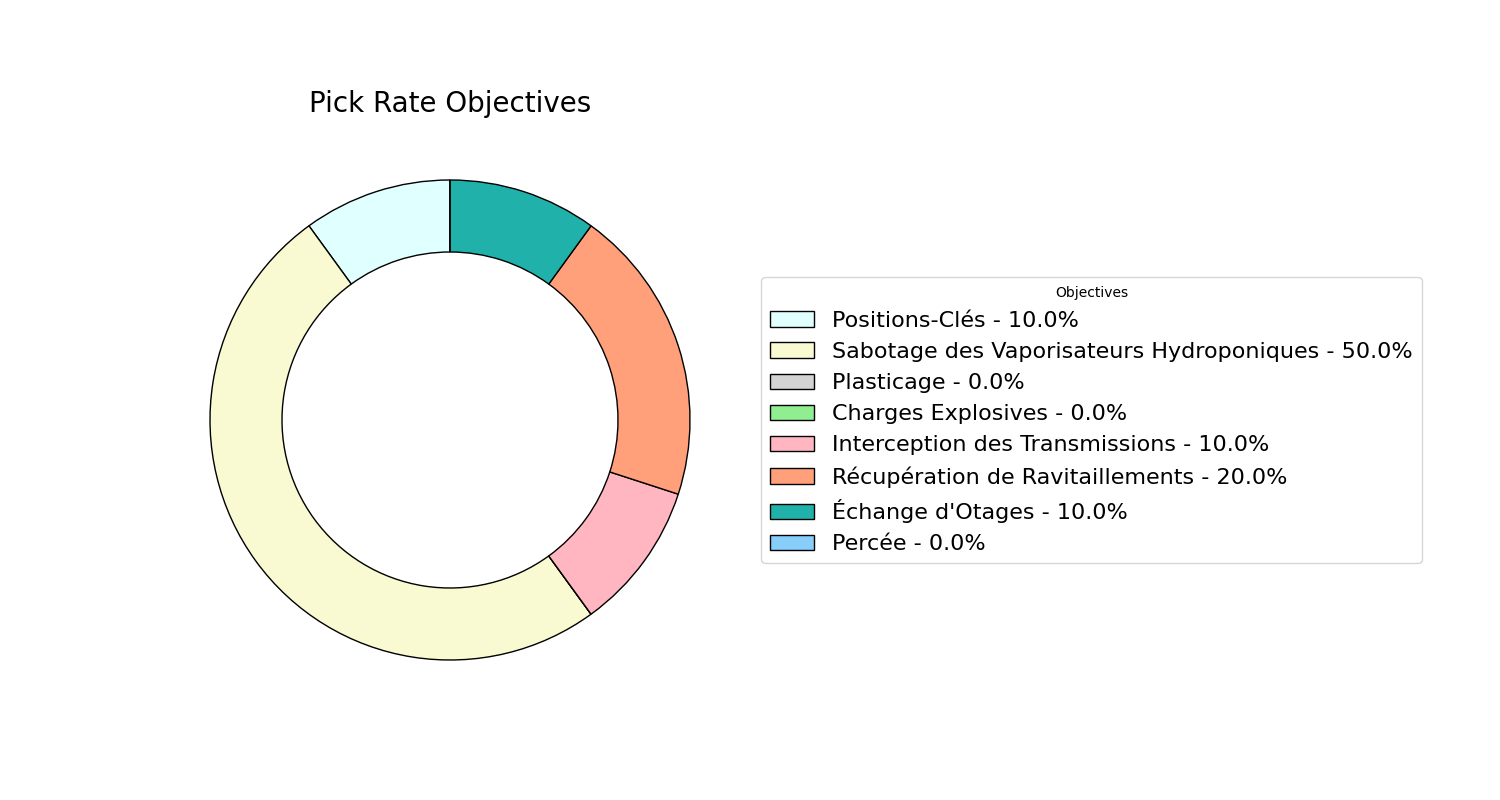 Pick Rate Objectives
Objectives
Positions-Clés - 10.0%
Sabotage des Vaporisateurs Hydroponiques - 50.0%
Plasticage - 0.0%
Charges Explosives - 0.0%
Interception des Transmissions - 10.0%
Récupération de Ravitaillements - 20.0%
Échange d'Otages - 10.0%
Percée - 0.0%